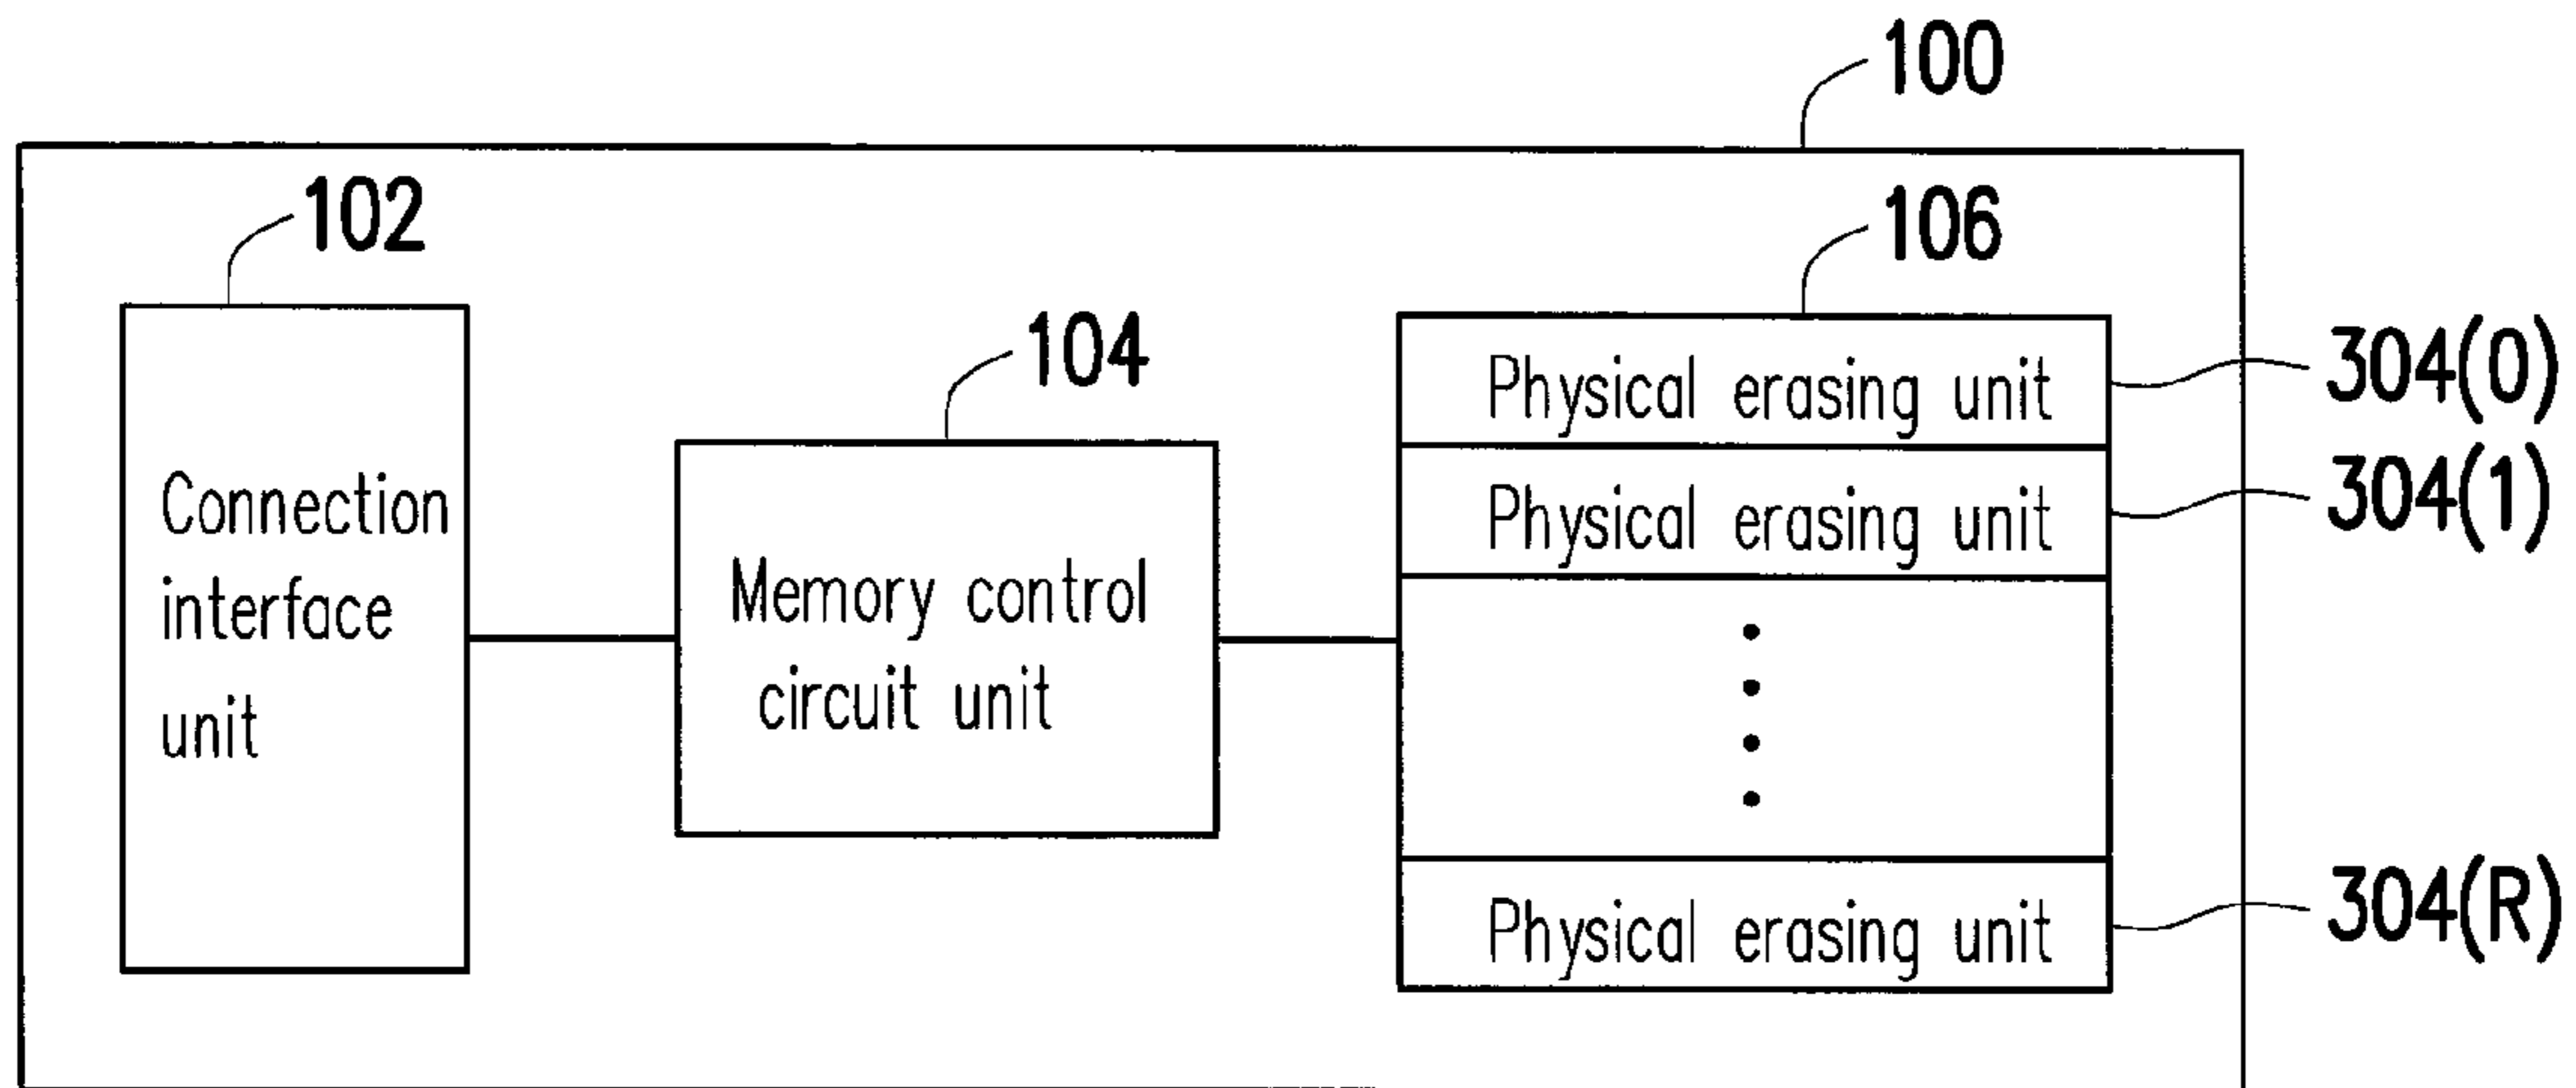 100
102
106
104
Physical erasing unit
304(0)
Physical erasing unit
304(1)
Connection
interface
unit
Memory control
circuit unit
Physical erasing unit
304(R)